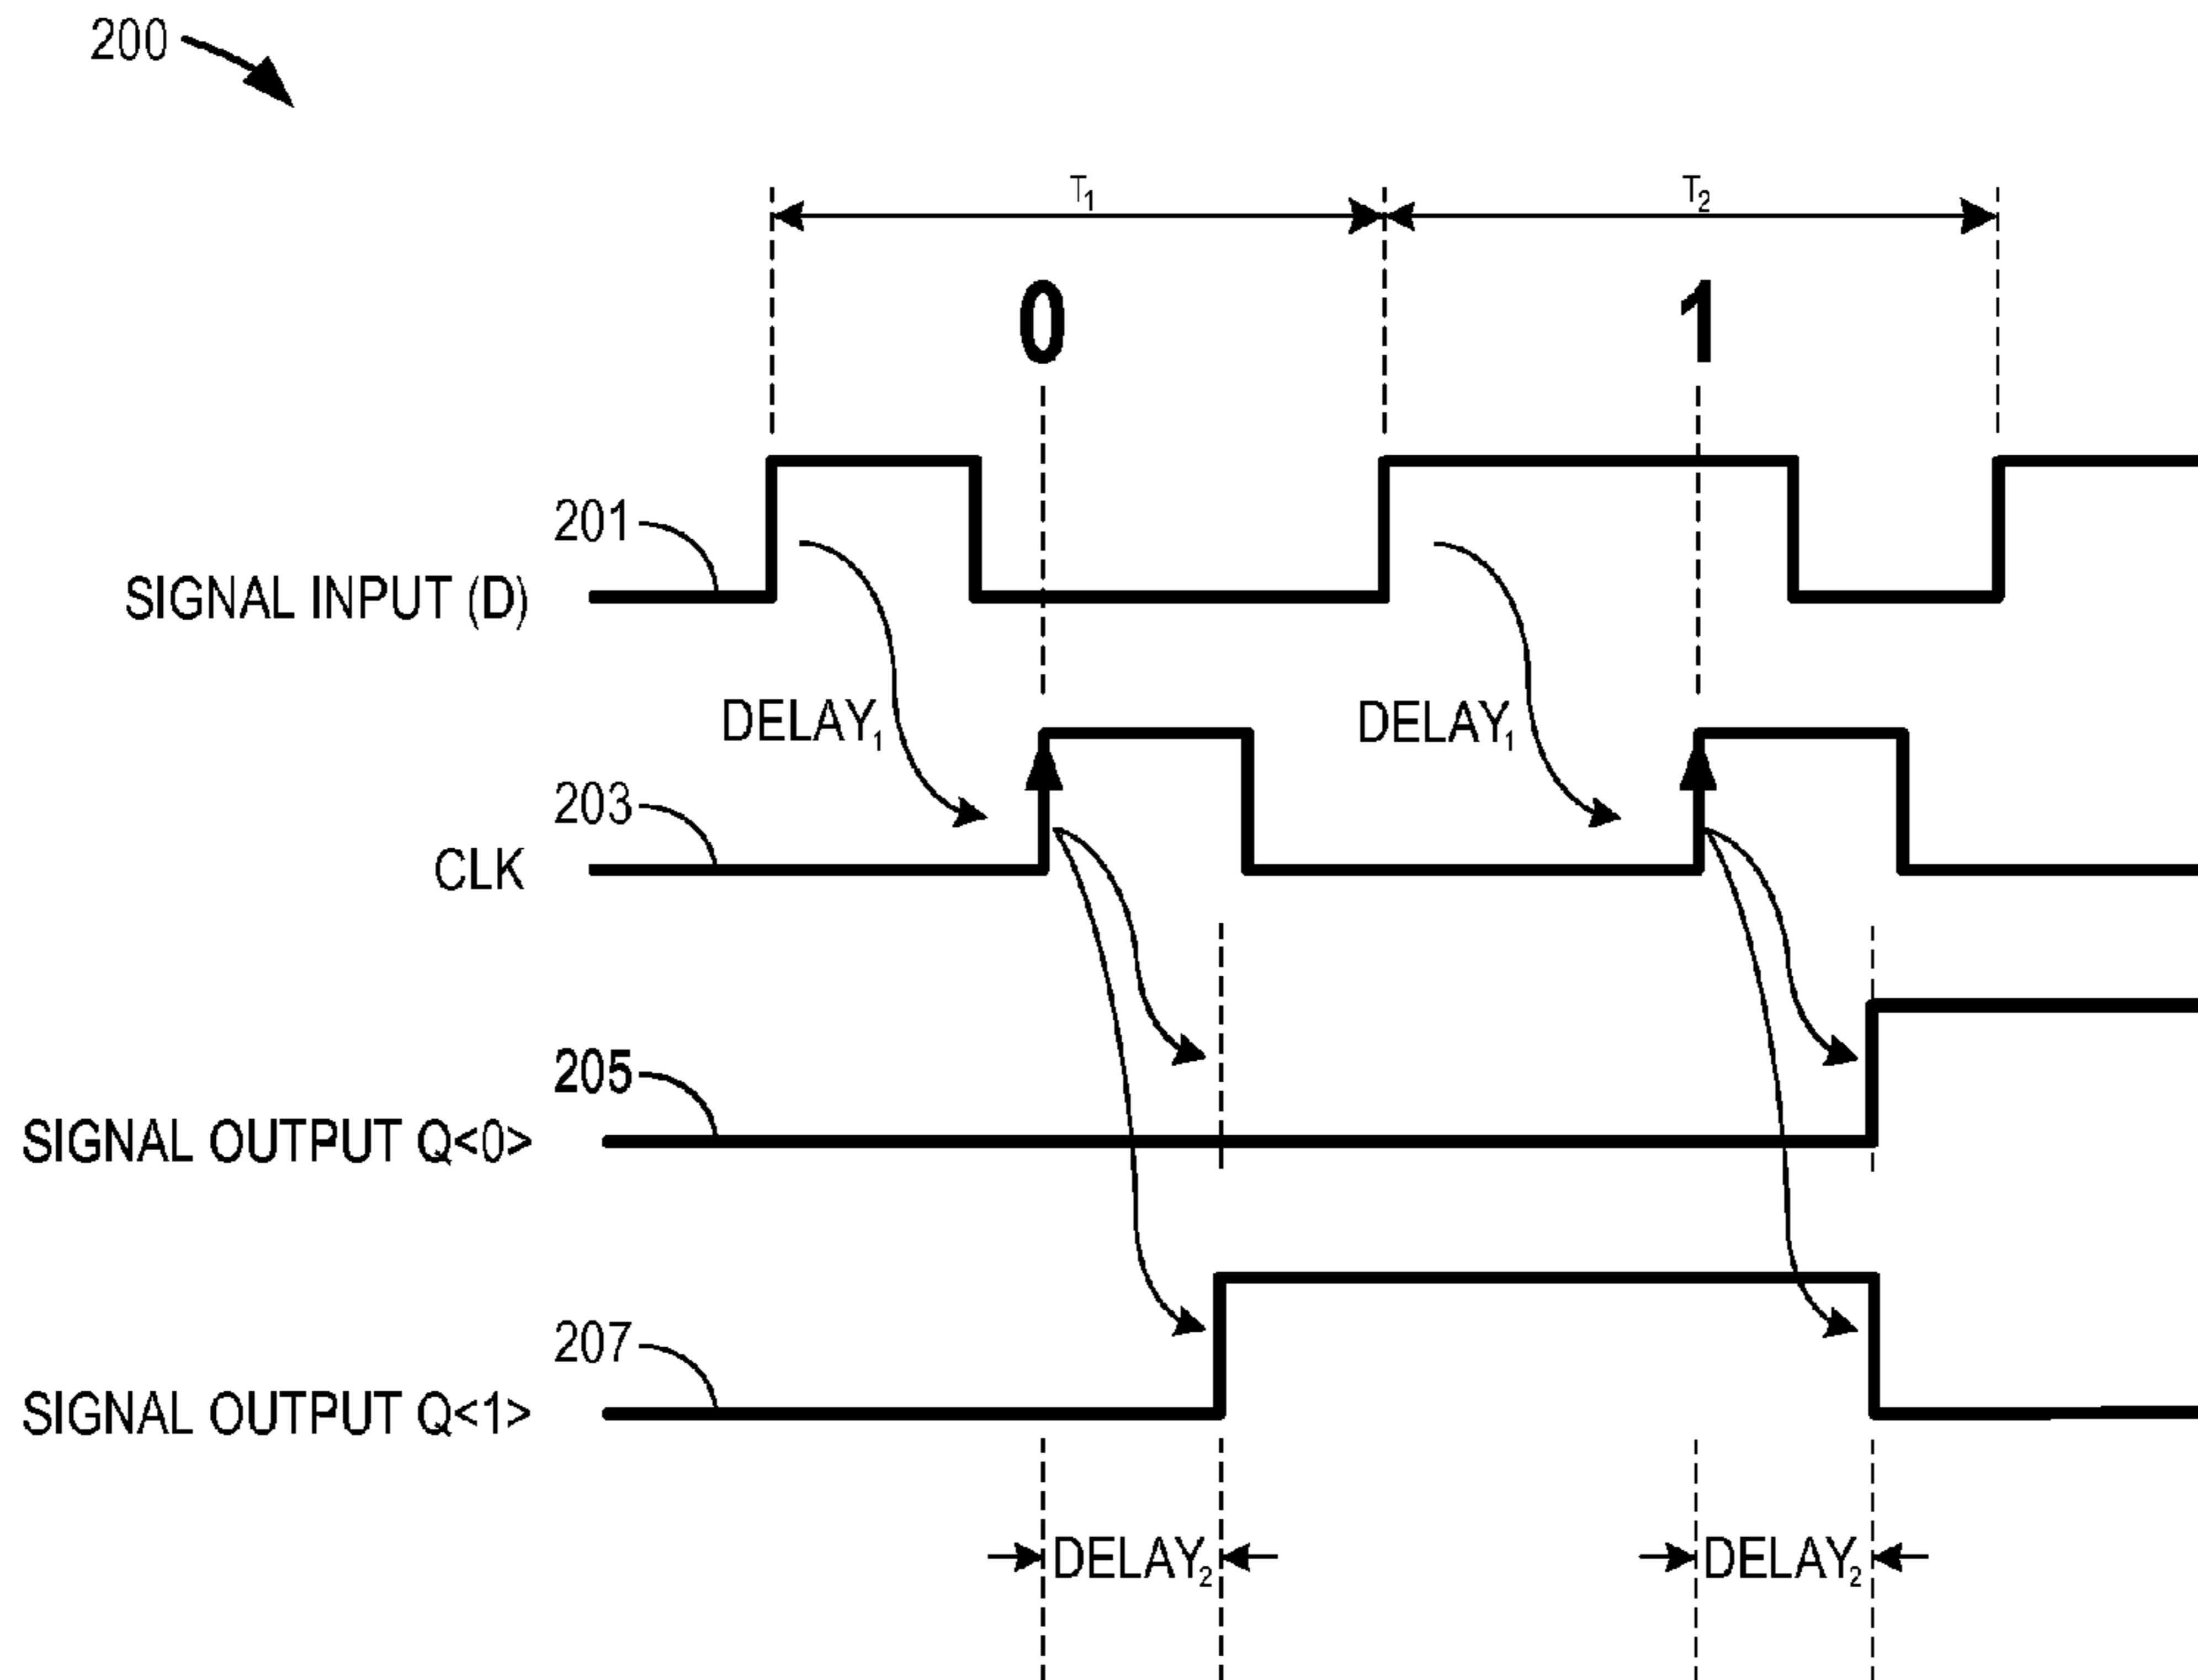 200
T1 T2
0 1
201
SIGNAL INPUT (D)
DELAY1 DELAY1
203
CLK
205
SIGNAL OUTPUT Q<0>
207
SIGNAL OUTPUT Q<1>
DELAY2 DELAY2